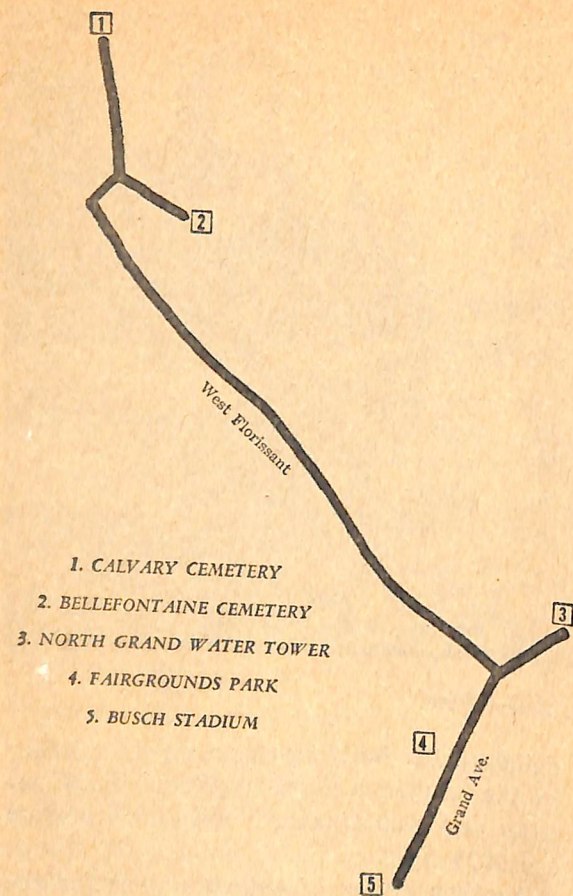 1
2
West Florissant
1. CALVARY CEMETERY
2. BELLEFONTAINE CEMETERY
3. NORTH GRAND WATER TOWER
4. FAIRGROUNDS PARK
5. BUSCH STADIUM
3
4
Grand Ave.
5